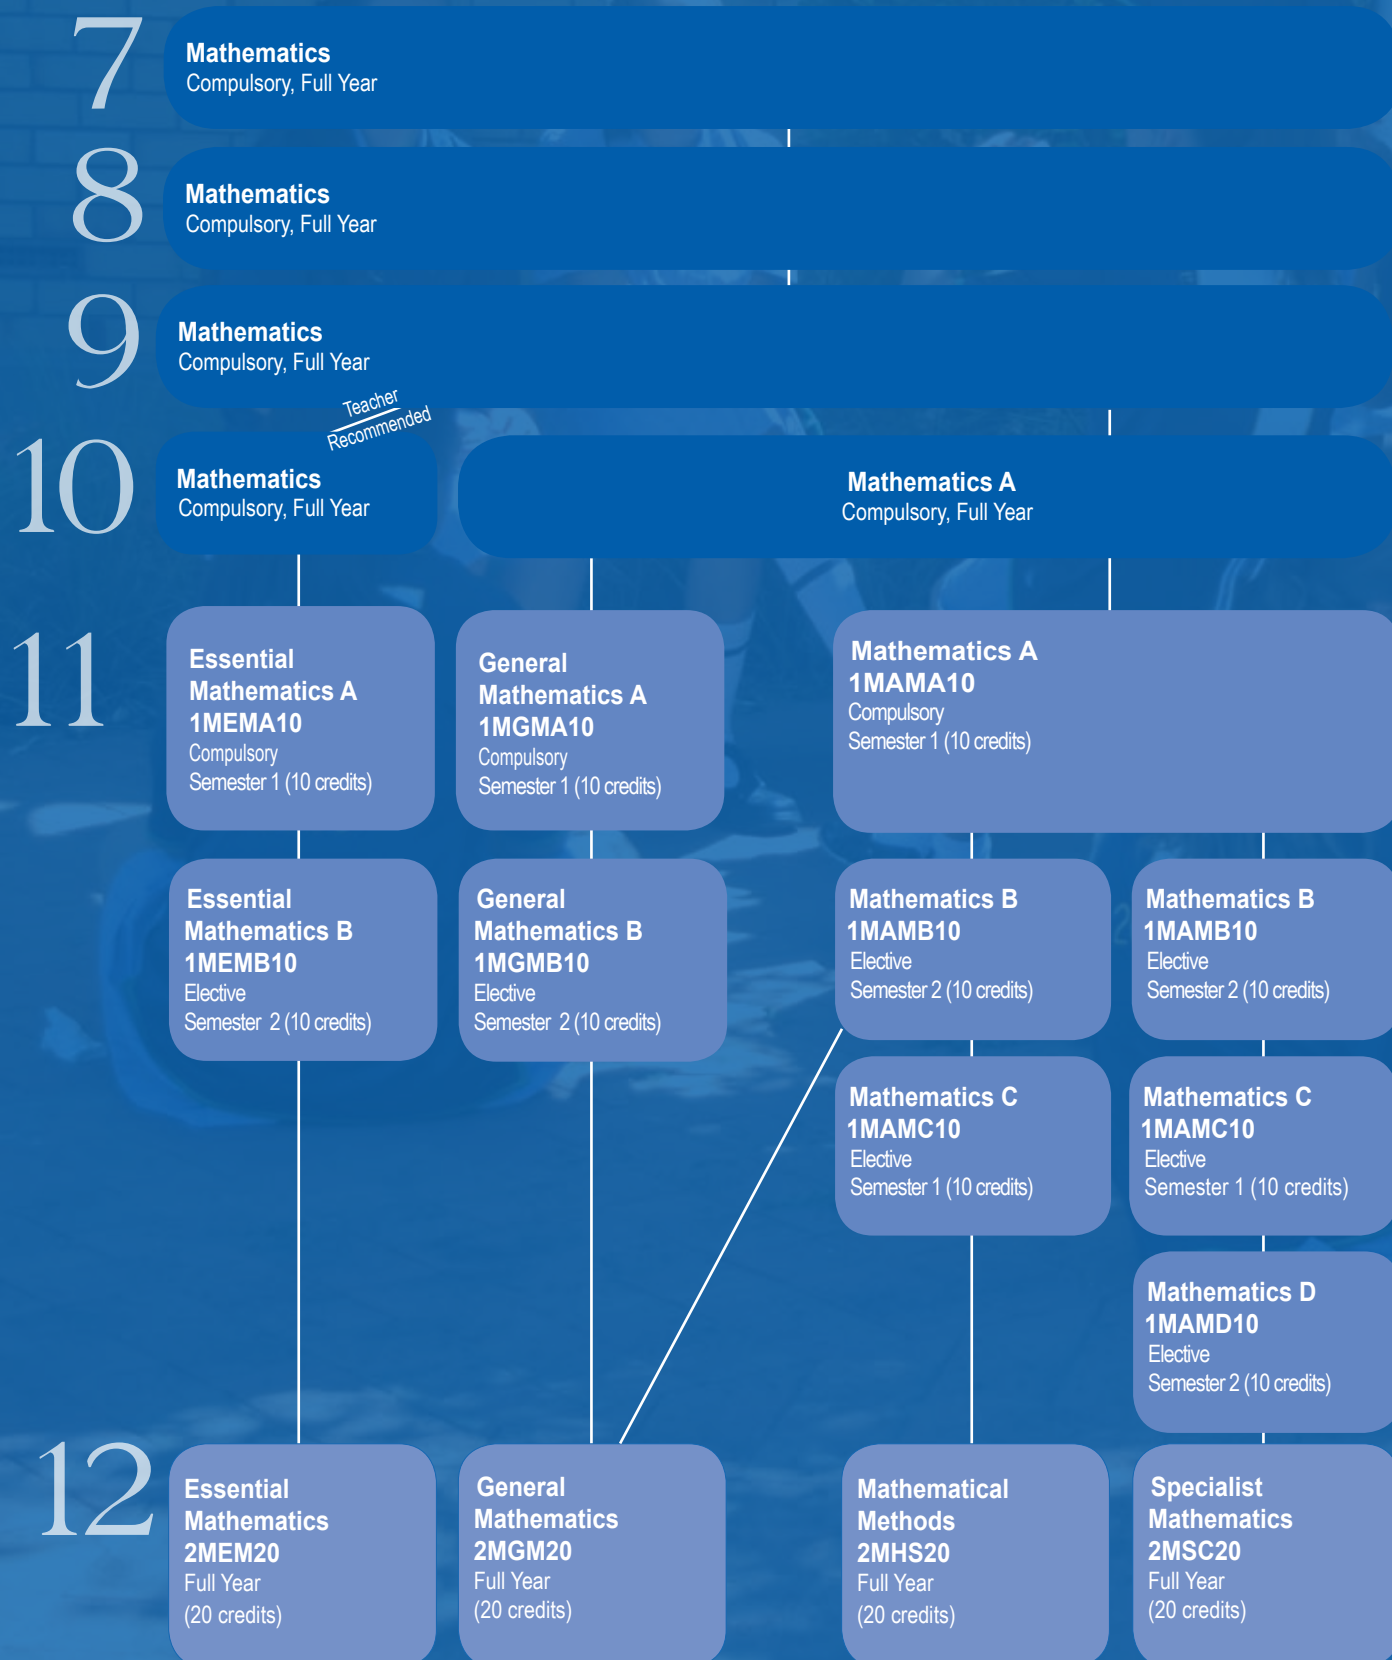 7
Mathematics
Compulsory, Full Year
8
Mathematics
Compulsory, Full Year
9
Mathematics
Compulsory, Full Year
Teacher
Recommended
10
Mathematics
Compulsory, Full Year
Mathematics A
Compulsory, Full Year
11
Essential
Mathematics A
1MEMA10
Compulsory
Semester 1 (10 credits)
General
Mathematics A
1MGMA10
Compulsory
Semester 1 (10 credits)
Mathematics A
1MAMA10
Compulsory
Semester 1 (10 credits)
Essential
Mathematics B
1MEMB10
Elective
Semester 2 (10 credits)
General
Mathematics B
1MGMB10
Elective
Semester 2 (10 credits)
Mathematics B
1MAMB10
Elective
Semester 2 (10 credits)
Mathematics B
1MAMB10
Elective
Semester 2 (10 credits)
Mathematics C
1MAMC10
Elective
Semester 1 (10 credits)
Mathematics C
1MAMC10
Elective
Semester 1 (10 credits)
Mathematics D
1MAMD10
Elective
Semester 2 (10 credits)
12
Essential
Mathematics
2MEM20
Full Year
(20 credits)
General
Mathematics
2MGM20
Full Year
(20 credits)
Mathematical
Methods
2MHS20
Full Year
(20 credits)
Specialist
Mathematics
2MSC20
Full Year
(20 credits)